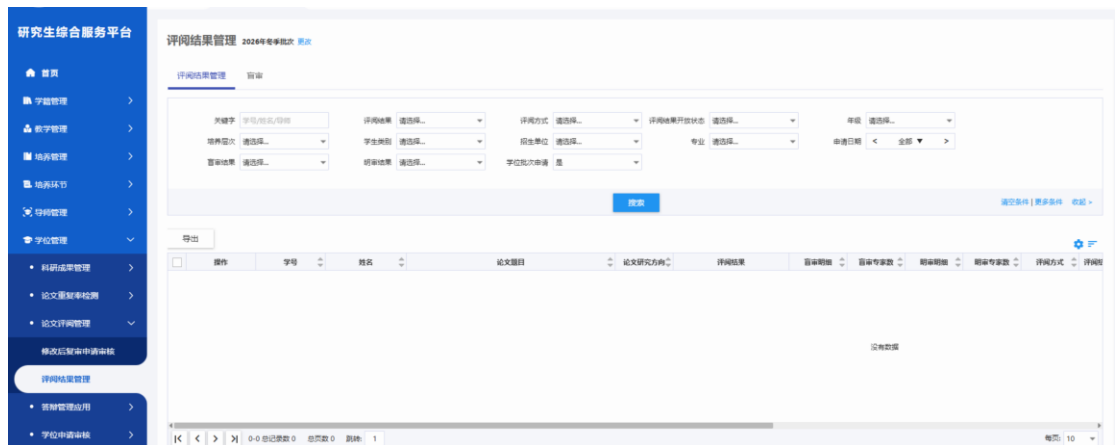 研究生综合服务平台
首页
学籍管理
教学管理
培养管理
培养环节
导师管理
学位管理
科研成果管理
论文重复率检测
论文评阅管理
修改后复审申请审核
评阅结果管理
答辩管理应用
学位申请审核
评阅结果管理 2026年冬季批次 更改
评阅结果管理 盲审
关键字 学号/姓名/导师 评阅结果 请选择... 评阅方式 请选择... 评阅结果开放状态 请选择... 年级 请选择...
培养层次 请选择... 学生类别 请选择... 招生单位 请选择... 专业 请选择... 申请日期 < 全部 ▼ >
盲审结果 请选择... 明审结果 请选择... 学位批次申请 是
搜索
清空条件 | 更多条件 收起
导出
操作 学号 姓名 论文题目 论文研究方向 评阅结果 盲审明细 盲审专家数 明审明细 明审专家数 评阅方式 评阅
没有数据
0-0 总记录数 0 总页数 0 跳转: 1 每页: 10